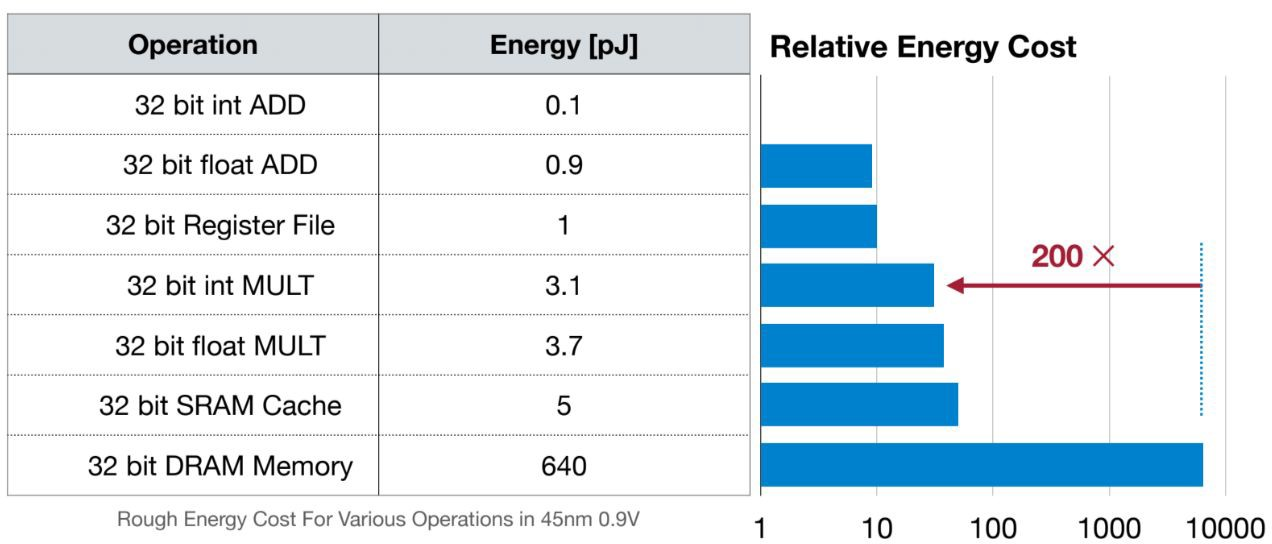 Operation Energy [pJ] Relative Energy Cost
32 bit int ADD 0.1
32 bit float ADD 0.9
32 bit Register File 1
32 bit int MULT 3.1
32 bit float MULT 3.7
32 bit SRAM Cache 5
32 bit DRAM Memory 640
Rough Energy Cost For Various Operations in 45nm 0.9V
200 ×
1 10 100 1000 10000